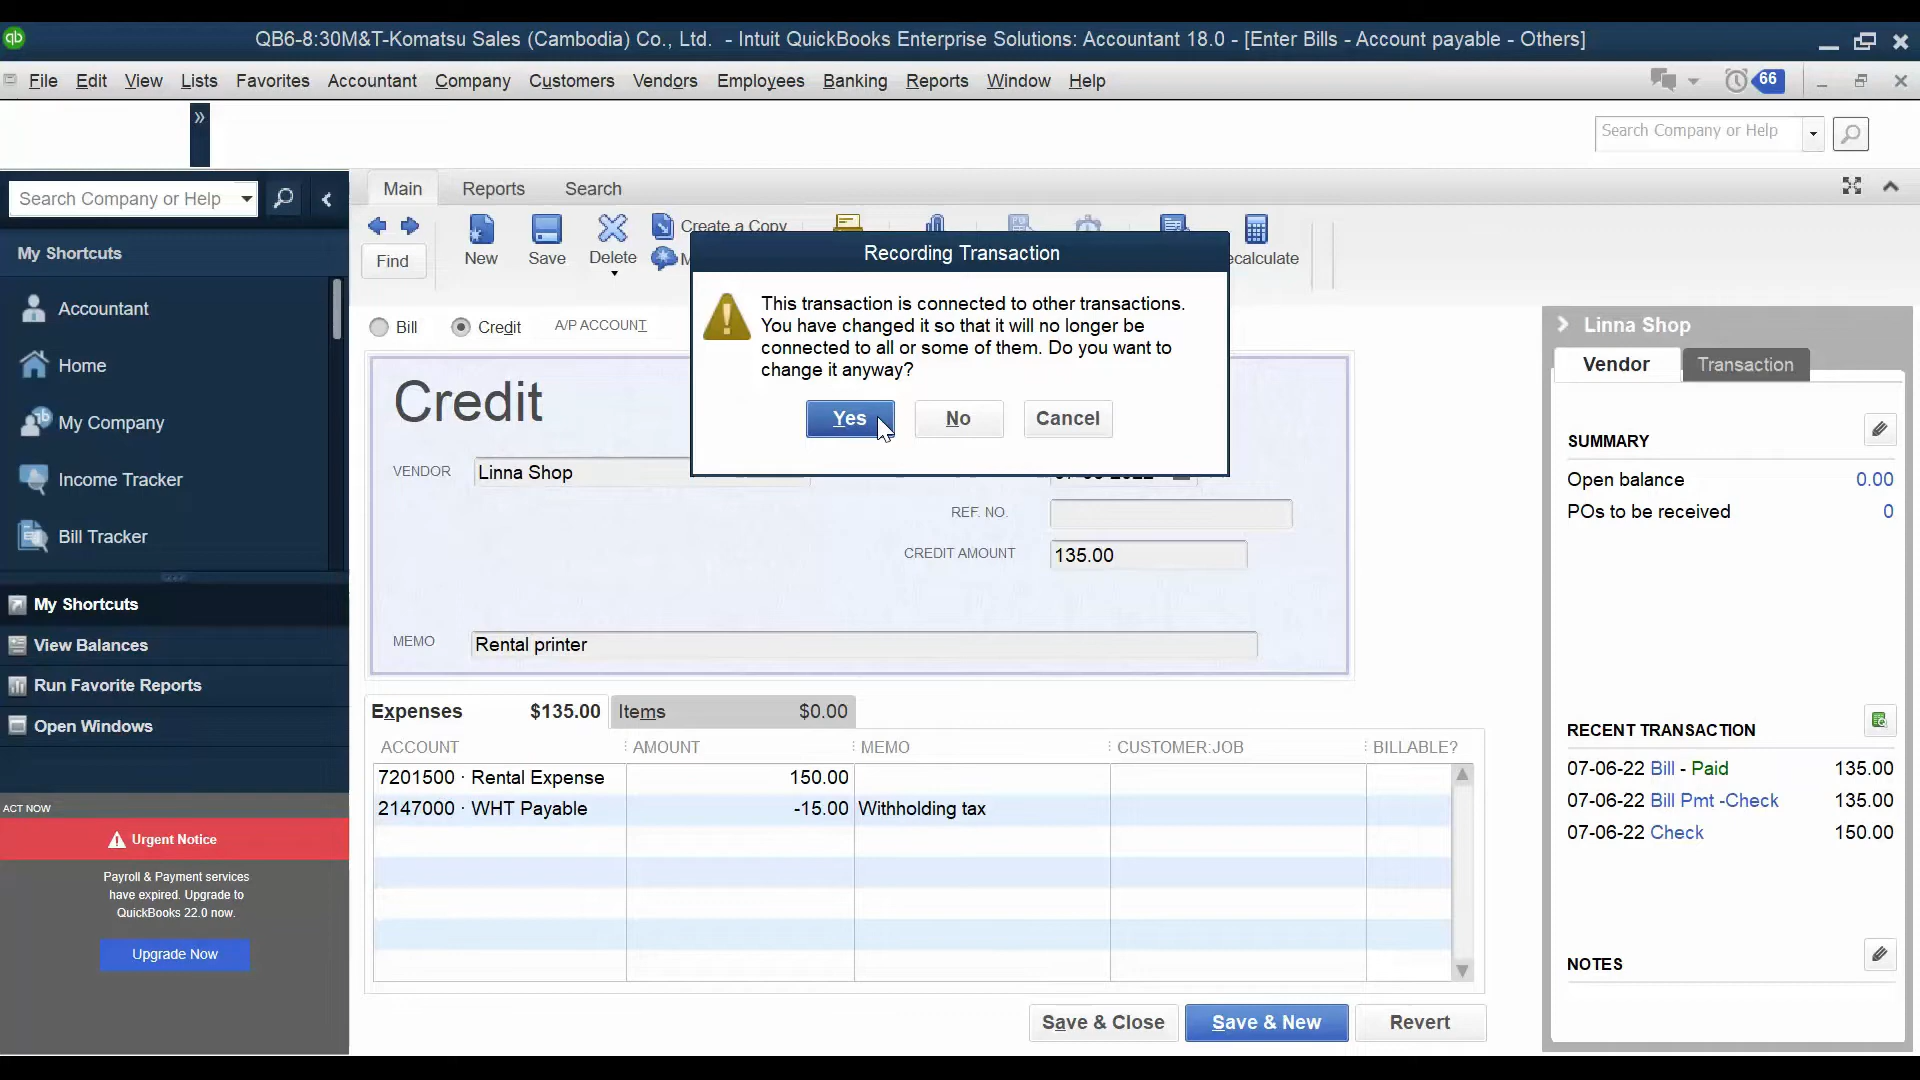 qb
QB6-8:30M&T-Komatsu Sales (Cambodia) Co., Ltd. - Intuit QuickBooks Enterprise Solutions: Accountant 18.0 - [Enter Bills - Account payable - Others]
File Edit View Lists Favorites Accountant Company Customers Vendors Employees Banking Reports Window Help
66
Search Company or Help
Search Company or Help
My Shortcuts
Accountant
Home
My Company
Income Tracker
Bill Tracker
My Shortcuts
View Balances
Run Favorite Reports
Open Windows
ACT NOW
Urgent Notice
Payroll & Payment services
have expired. Upgrade to
QuickBooks 22.0 now.
Upgrade Now
Main Reports Search
Find
New
Save
Delete
Create a Copy
Recording Transaction
This transaction is connected to other transactions.
You have changed it so that it will no longer be
connected to all or some of them. Do you want to
change it anyway?
Yes No Cancel
Bill Credit A/P ACCOUNT
Credit
VENDOR Linna Shop
REF. NO.
CREDIT AMOUNT 135.00
MEMO Rental printer
Expenses $135.00 Items $0.00
ACCOUNT AMOUNT MEMO CUSTOMER:JOB BILLABLE?
7201500 · Rental Expense 150.00
2147000 · WHT Payable -15.00 Withholding tax
Save & Close Save & New Revert
Linna Shop
Vendor Transaction
SUMMARY
Open balance 0.00
POs to be received 0
RECENT TRANSACTION
07-06-22 Bill - Paid 135.00
07-06-22 Bill Pmt -Check 135.00
07-06-22 Check 150.00
NOTES